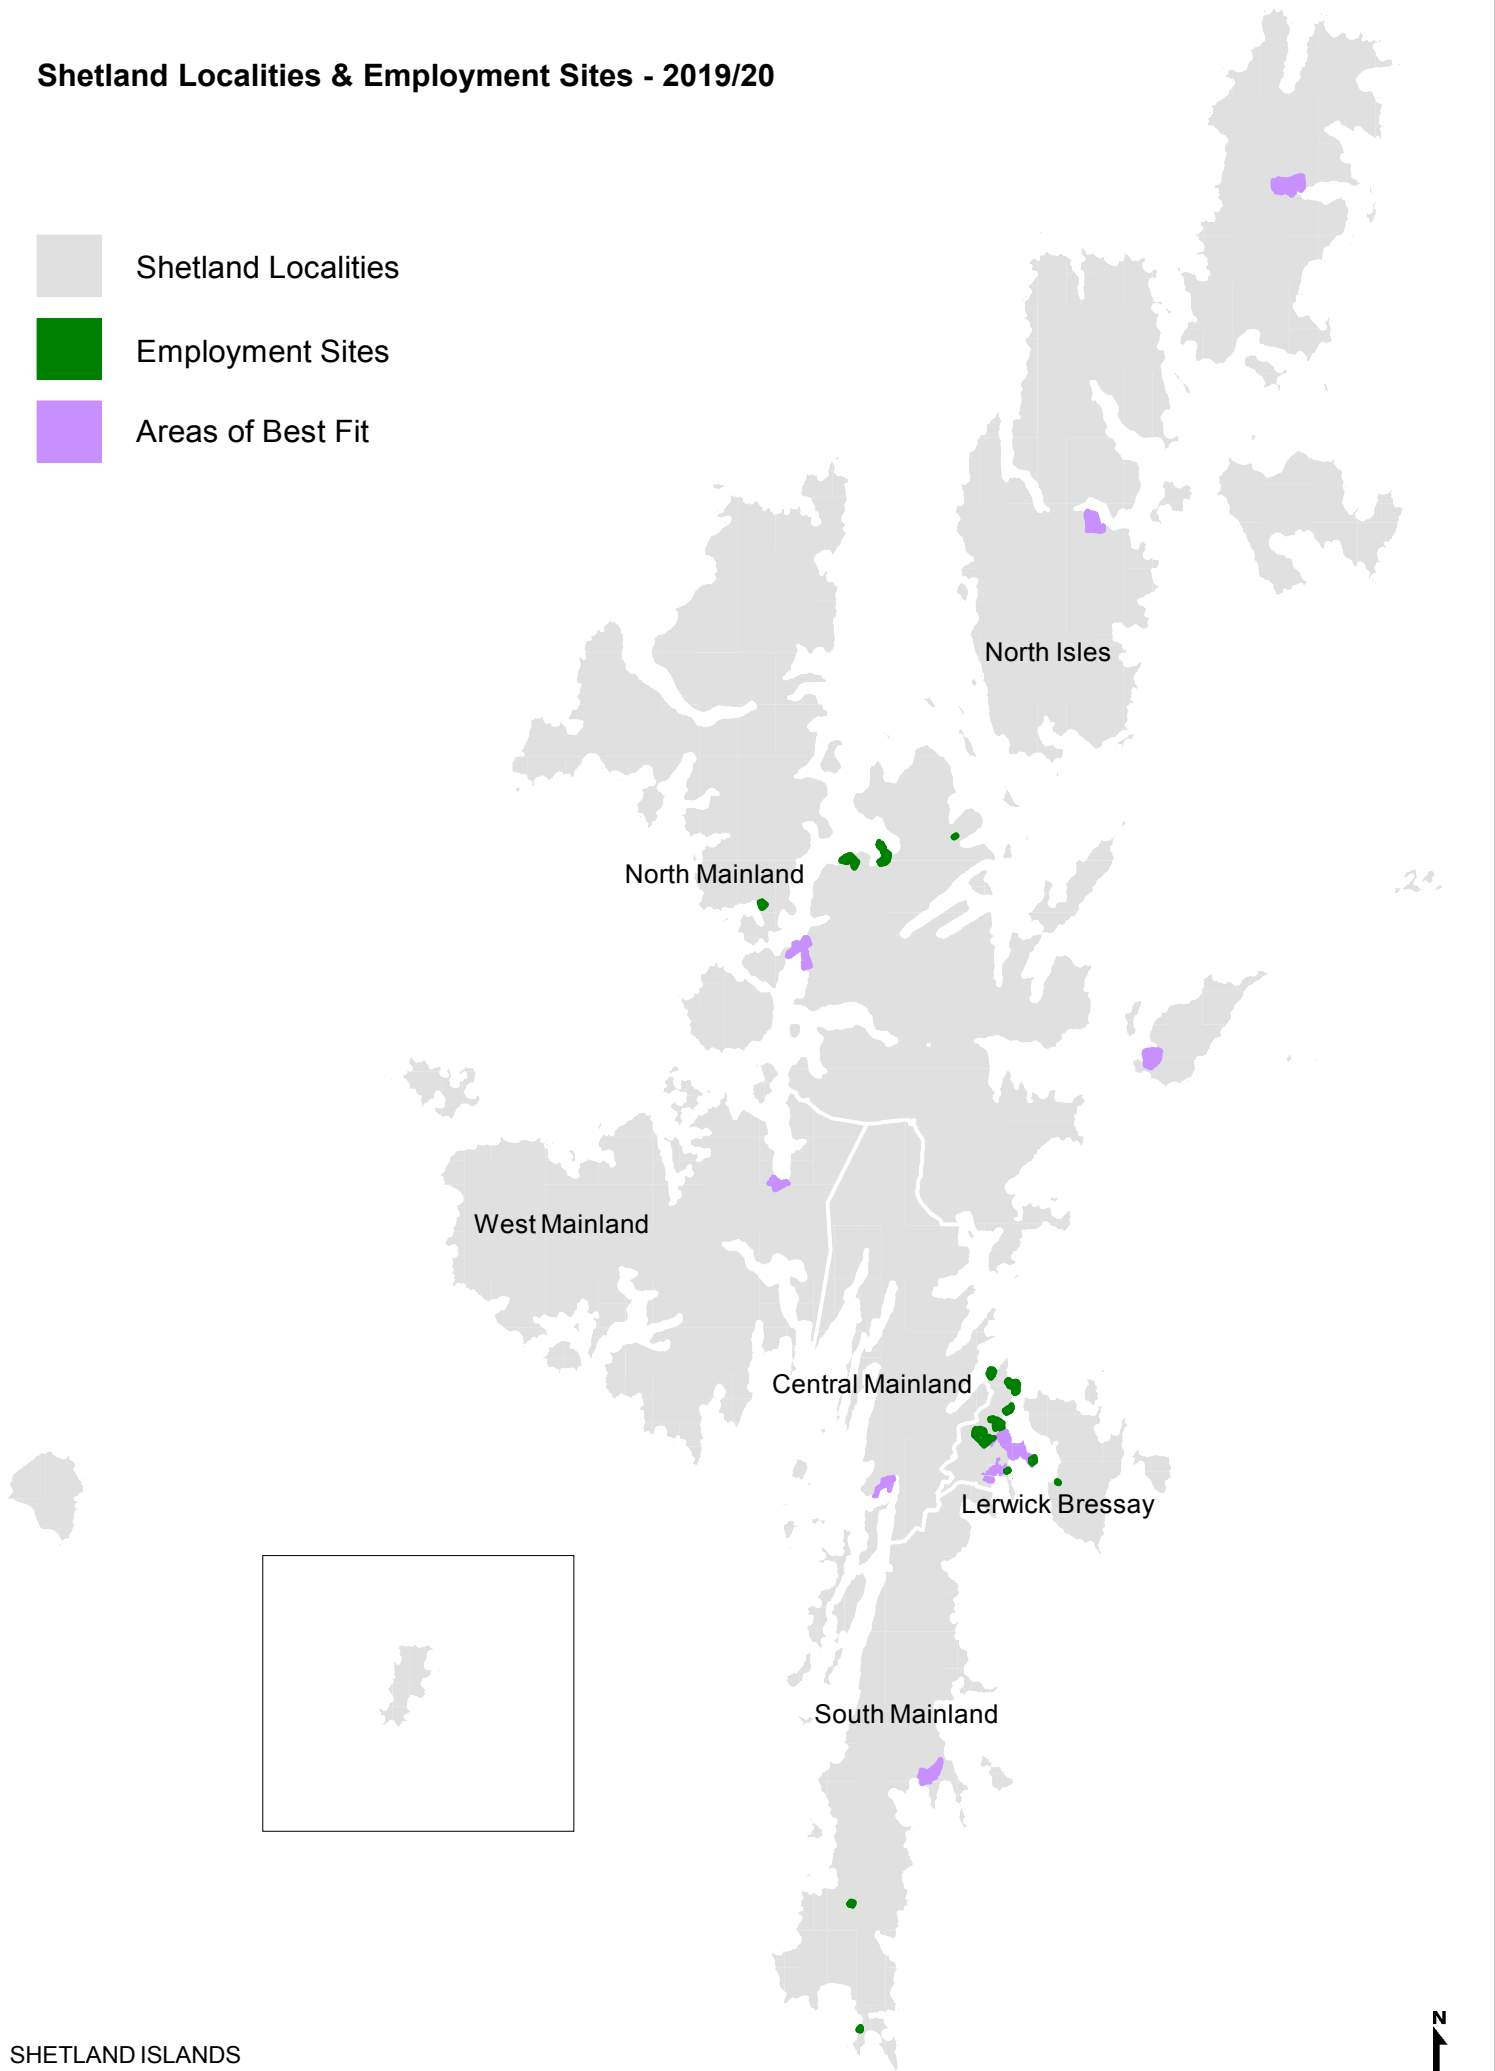 Shetland Localities & Employment Sites - 2019/20
Shetland Localities
Employment Sites
Areas of Best Fit
North Isles
North Mainland
West Mainland
Central Mainland
Lerwick Bressay
South Mainland
N
SHETLAND ISLANDS